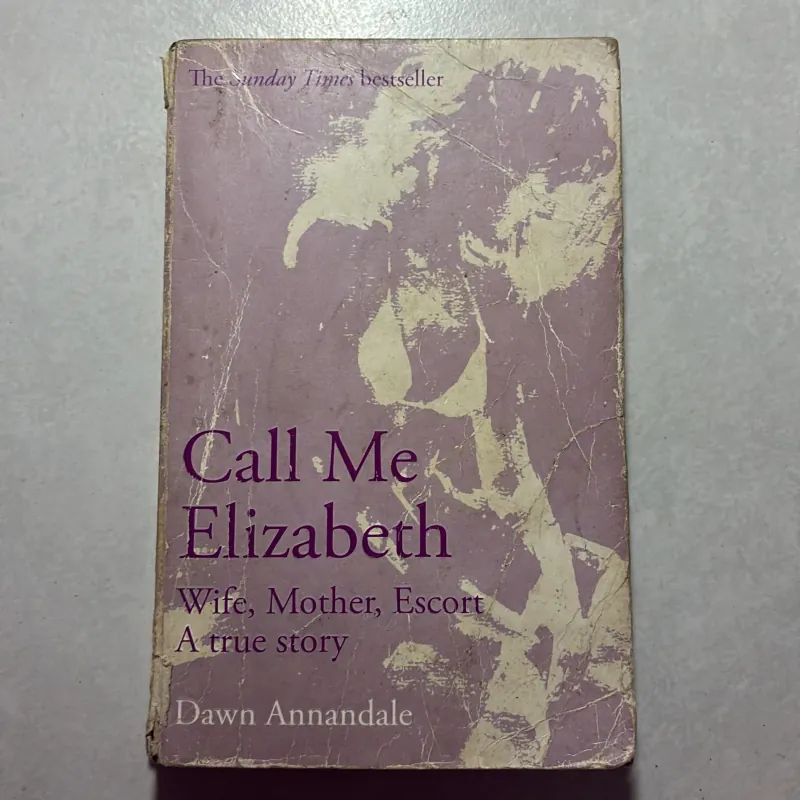 The Sunday Times bestseller
Call Me
Elizabeth
Wife, Mother, Escort
A true story
Dawn Annandale